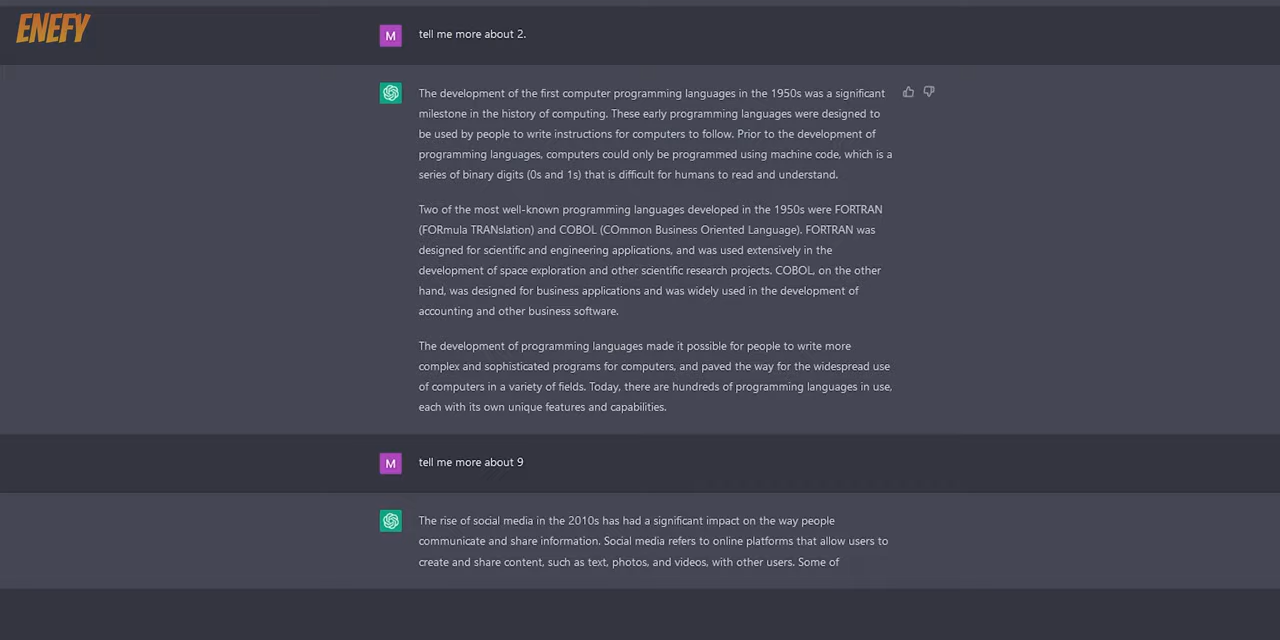 ENEFY
M
tell me more about 2.
The development of the first computer programming languages in the 1950s was a significant
milestone in the history of computing. These early programming languages were designed to
be used by people to write instructions for computers to follow. Prior to the development of
programming languages, computers could only be programmed using machine code, which is a
series of binary digits (0s and 1s) that is difficult for humans to read and understand.
Two of the most well-known programming languages developed in the 1950s were FORTRAN
(FORmula TRANslation) and COBOL (COmmon Business Oriented Language). FORTRAN was
designed for scientific and engineering applications, and was used extensively in the
development of space exploration and other scientific research projects. COBOL, on the other
hand, was designed for business applications and was widely used in the development of
accounting and other business software.
The development of programming languages made it possible for people to write more
complex and sophisticated programs for computers, and paved the way for the widespread use
of computers in a variety of fields. Today, there are hundreds of programming languages in use,
each with its own unique features and capabilities.
M
tell me more about 9
The rise of social media in the 2010s has had a significant impact on the way people
communicate and share information. Social media refers to online platforms that allow users to
create and share content, such as text, photos, and videos, with other users. Some of